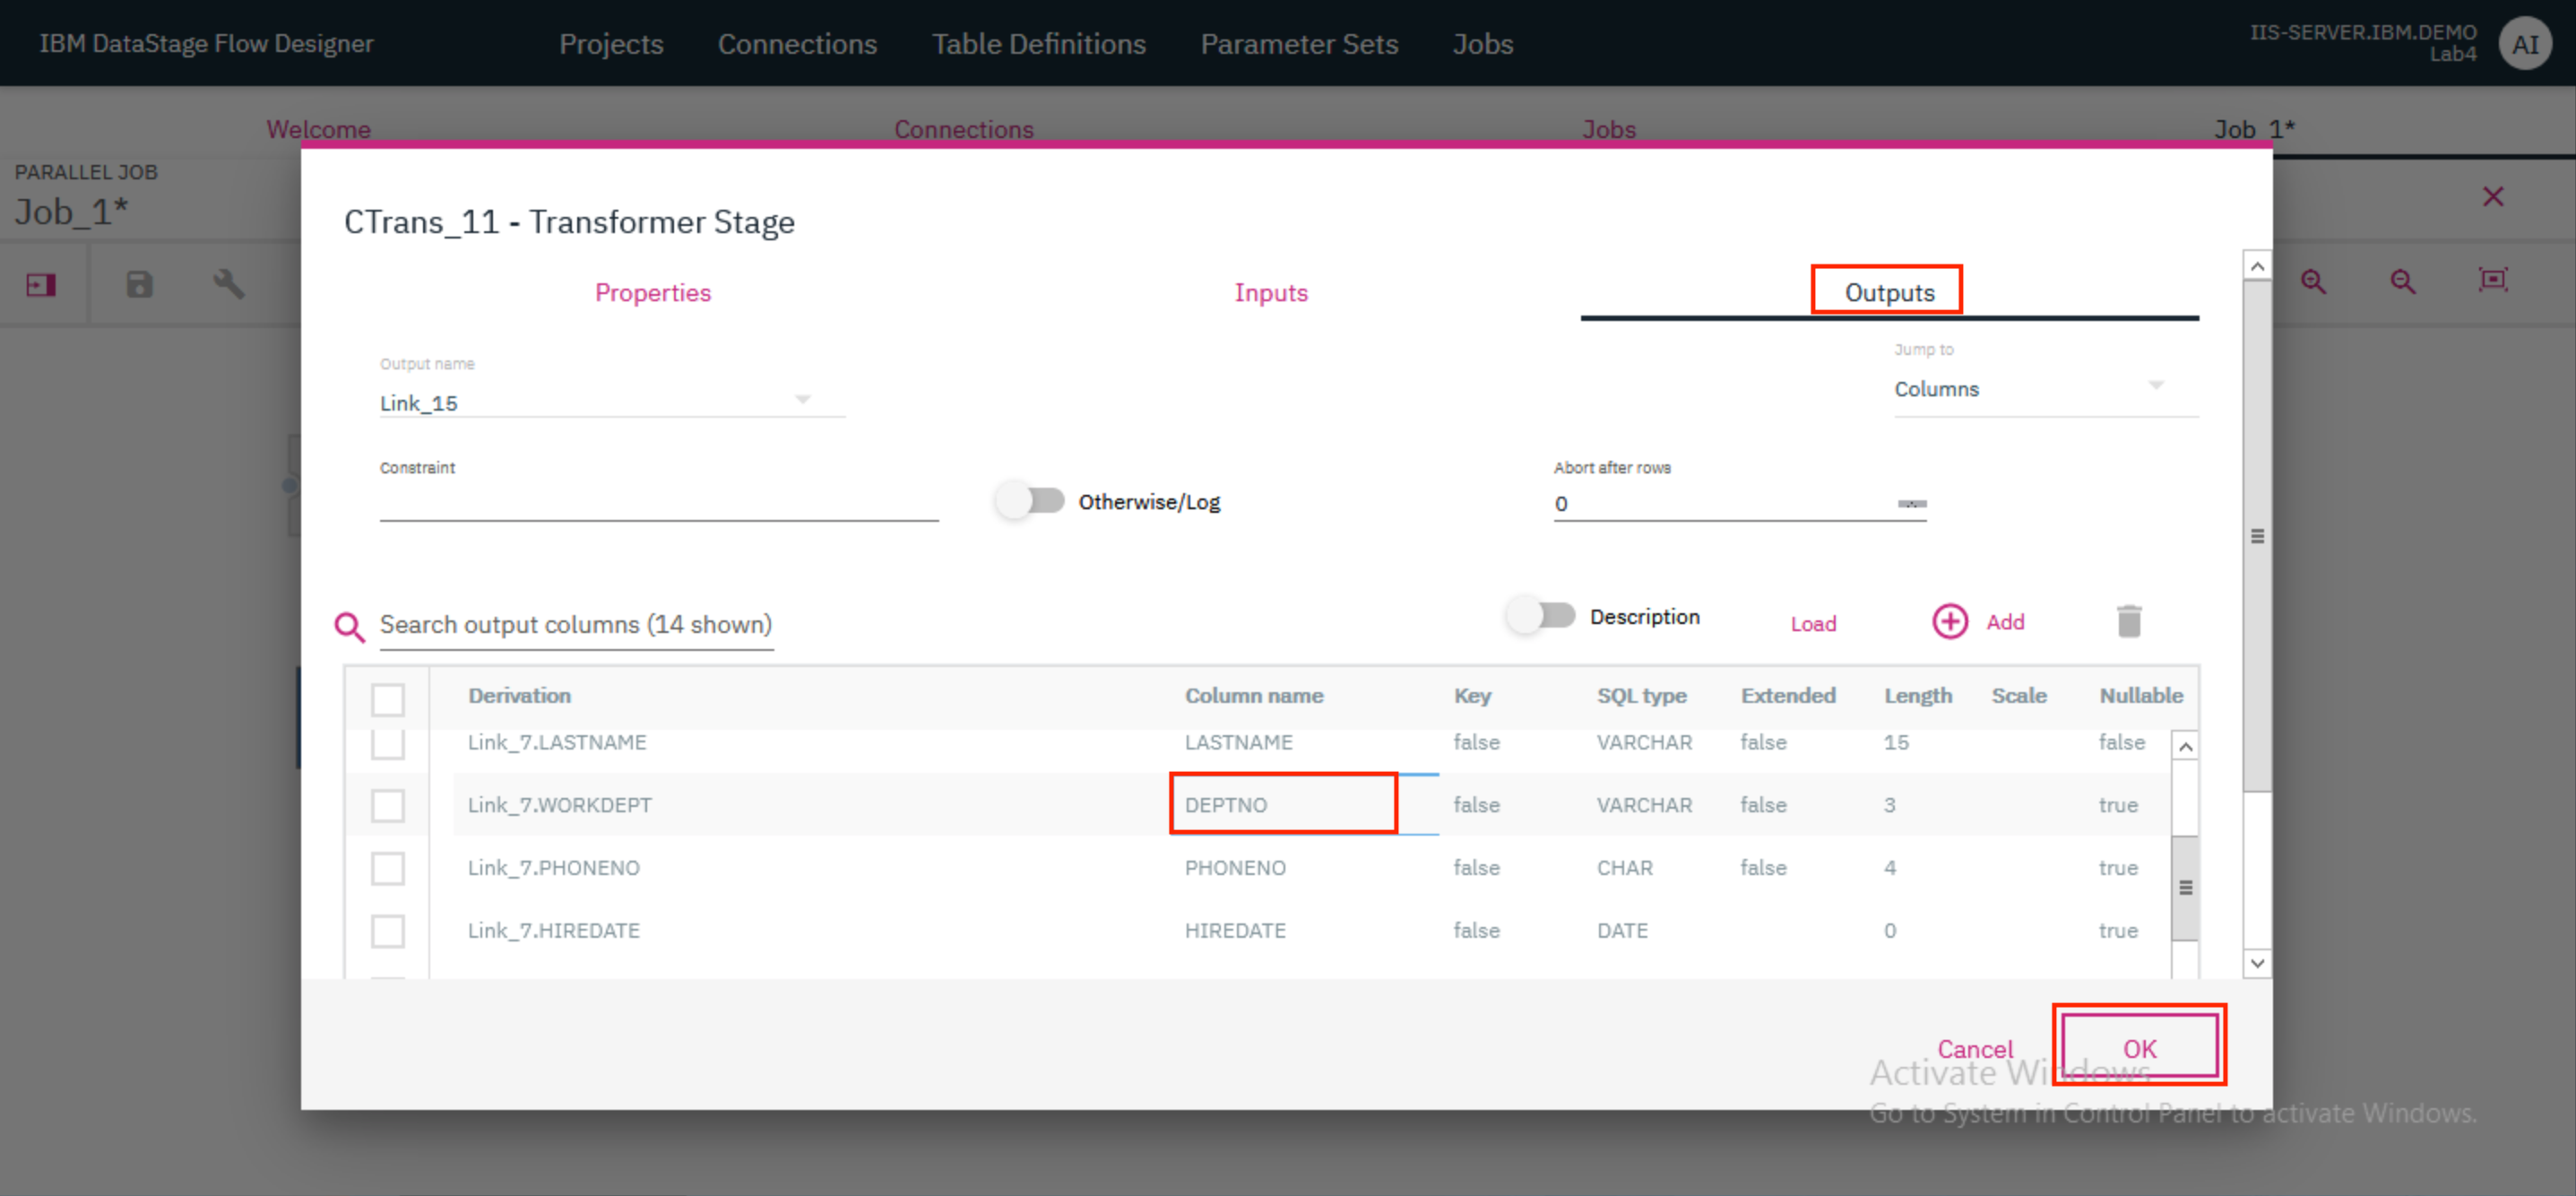 IBM DataStage Flow Designer Projects Connections Table Definitions Parameter Sets Jobs
IIS-SERVER.IBM.DEMO
Lab4
AI
Welcome Connections Jobs Job_1*
PARALLEL JOB
Job_1*
CTrans_11 - Transformer Stage
Properties Inputs Outputs
Output name
Link_15
Jump to
Columns
Constraint
Otherwise/Log
Abort after rows
0
Search output columns (14 shown)
Description Load Add
Derivation Column name Key SQL type Extended Length Scale Nullable
Link_7.LASTNAME LASTNAME false VARCHAR false 15 false
Link_7.WORKDEPT DEPTNO false VARCHAR false 3 true
Link_7.PHONENO PHONENO false CHAR false 4 true
Link_7.HIREDATE HIREDATE false DATE 0 true
Cancel OK
Activate Windows
Go to System in Control Panel to activate Windows.